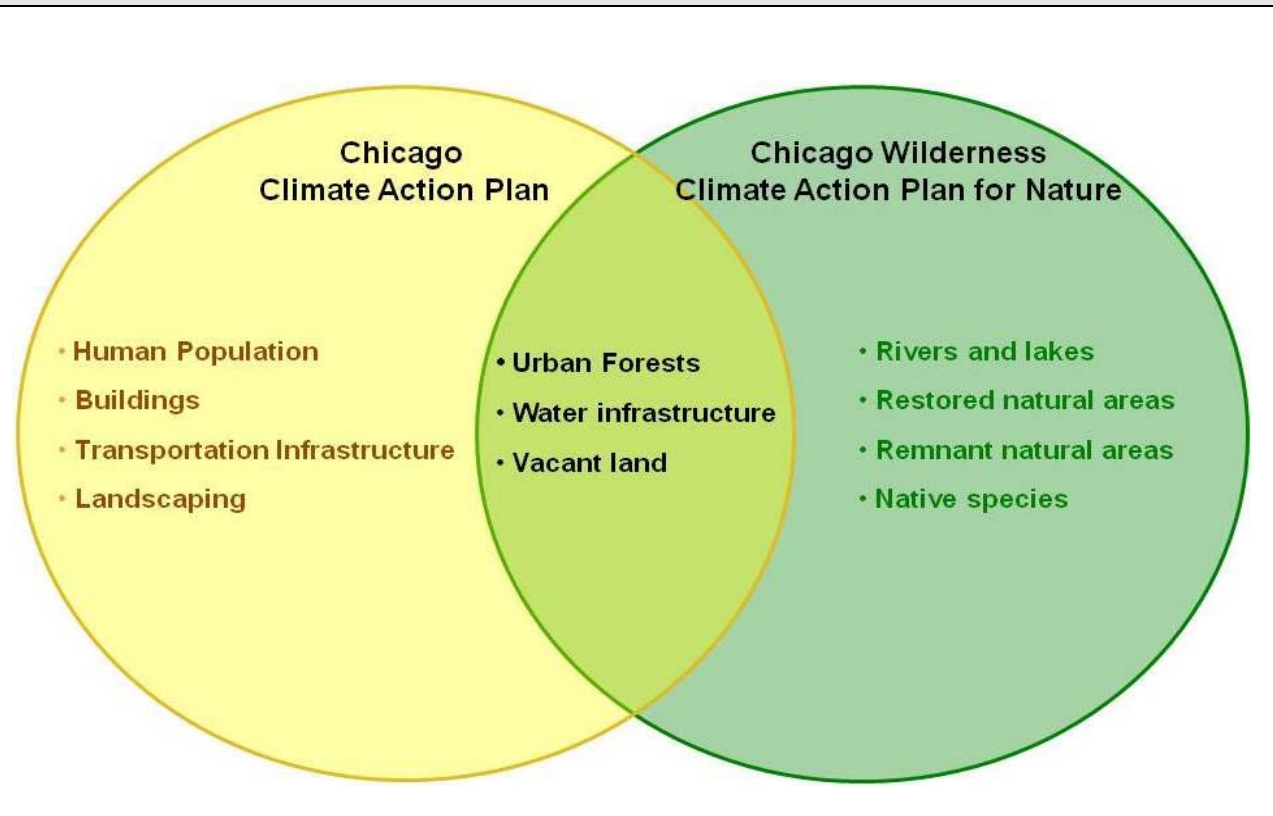 Chicago
Climate Action Plan
• Human Population
• Buildings
• Transportation Infrastructure
• Landscaping
• Urban Forests
• Water infrastructure
• Vacant land
Chicago Wilderness
Climate Action Plan for Nature
• Rivers and lakes
• Restored natural areas
• Remnant natural areas
• Native species